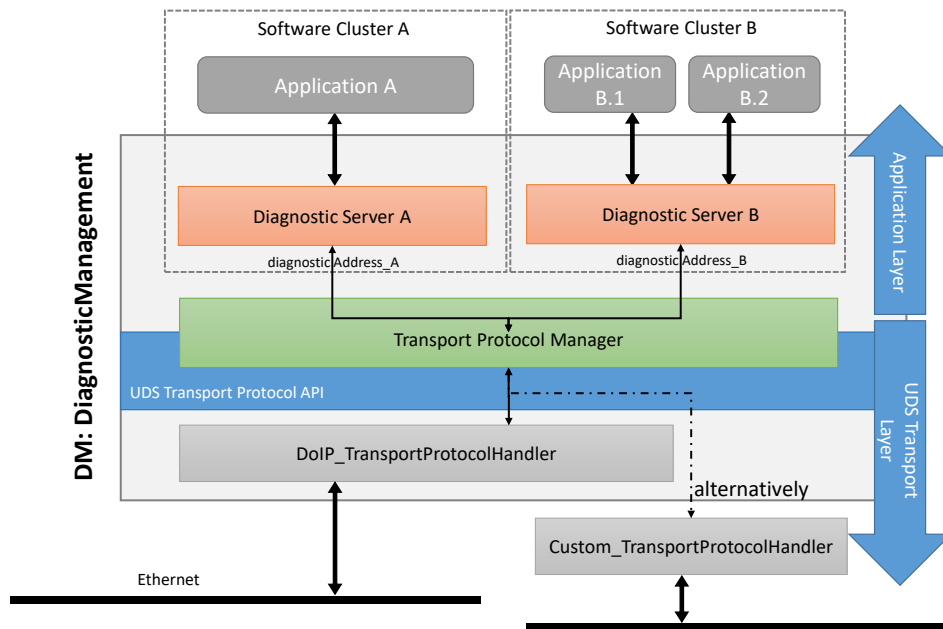 Software Cluster A
Software Cluster B
Application A
Application
B.1
Application
B.2
DM: DiagnosticManagement
Application Layer
Diagnostic Server A
Diagnostic Server B
diagnosticAddress_A
diagnosticAddress_B
Transport Protocol Manager
UDS Transport Protocol API
UDS Transport
Layer
DoIP_TransportProtocolHandler
alternatively
Custom_TransportProtocolHandler
Ethernet